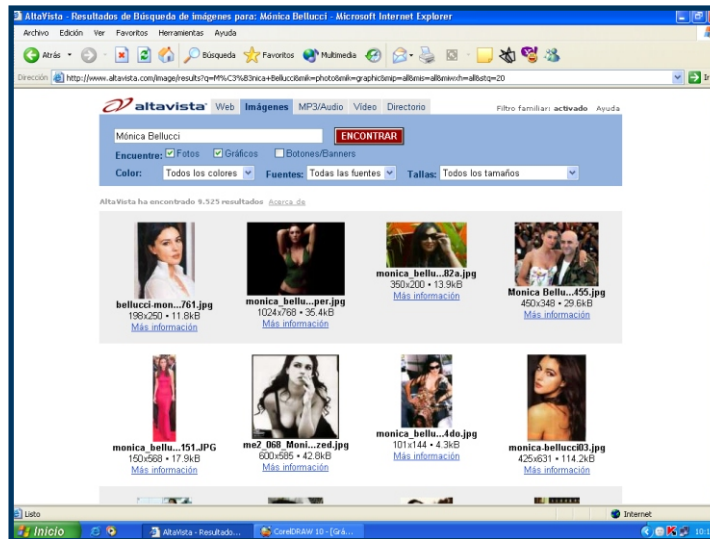 AltaVista - Resultados de Búsqueda de imágenes para: Mónica Bellucci - Microsoft Internet Explorer
Archivo Edición Ver Favoritos Herramientas Ayuda
Atrás Búsqueda Favoritos Multimedia
Dirección http://www.altavista.com/image/results?q=M%C3%B3nica+Bellucci&mik=photo&mik=graphic&mip=all&mis=all&miwxh=all&stq=20 Ir
altavista Web Imágenes MP3/Audio Vídeo Directorio Filtro familiar: activado Ayuda
Mónica Bellucci ENCONTRAR
Encuentre: Fotos Gráficos Botones/Banners
Color: Todos los colores Fuentes: Todas las fuentes Tallas: Todos los tamaños
AltaVista ha encontrado 9.525 resultados Acerca de
bellucci-mon...761.jpg
198x250 • 11.8kB
Más información
monica_bellu...per.jpg
1024x768 • 35.4kB
Más información
monica_bellu...82a.jpg
350x200 • 13.9kB
Más información
Monica Bellu...455.jpg
450x348 • 29.6kB
Más información
monica_bellu...151.JPG
150x568 • 17.9kB
Más información
me2_068_Moni...zed.jpg
600x585 • 42.8kB
Más información
monica_bellu...4do.jpg
101x144 • 4.3kB
Más información
monica-bellucci03.jpg
425x631 • 114.2kB
Más información
Listo Internet
Inicio AltaVista - Resultado... CorelDRAW 10 - [Grá...